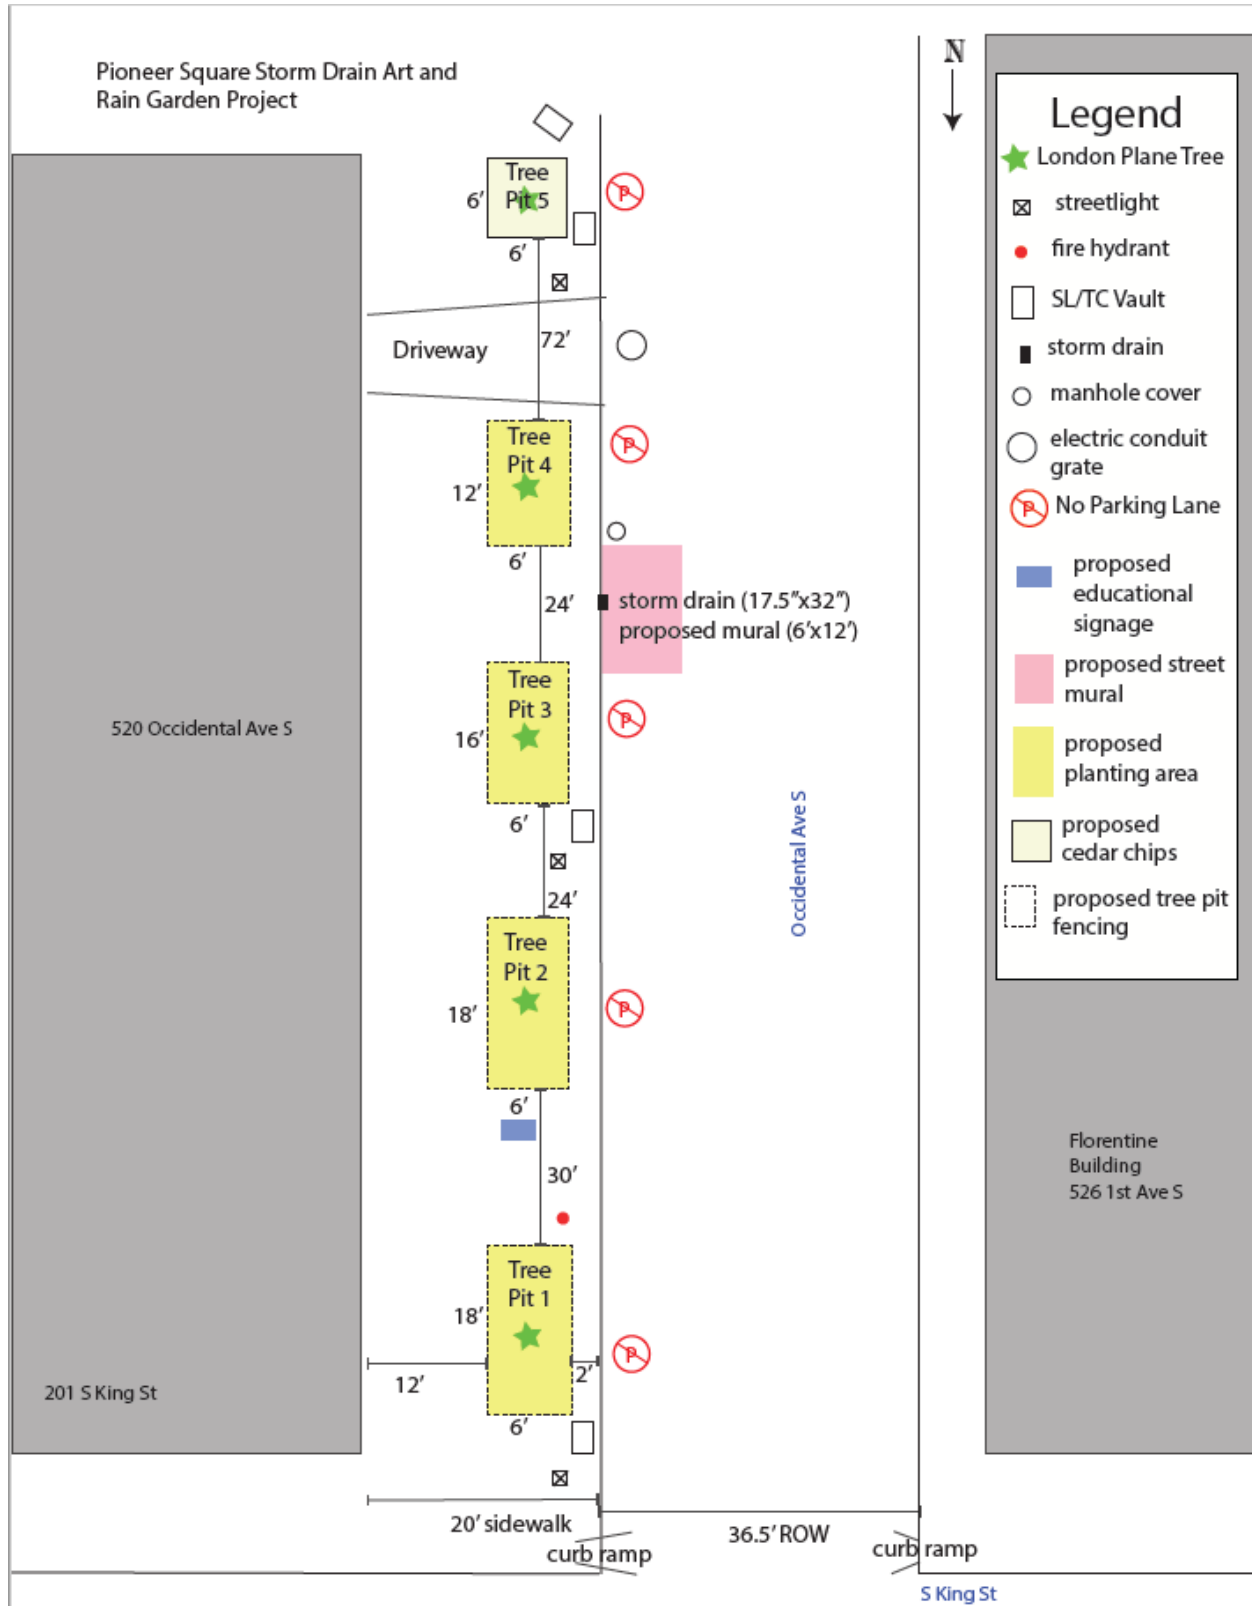 Pioneer Square Storm Drain Art and
Rain Garden Project
N
Legend
London Plane Tree
streetlight
fire hydrant
SL/TC Vault
storm drain
manhole cover
electric conduit
grate
P
No Parking Lane
proposed
educational
signage
proposed street
mural
proposed
planting area
proposed
cedar chips
proposed tree pit
fencing
Tree
Pit 5
6'
6'
P
72'
Driveway
Tree
Pit 4
12'
6'
P
24'
storm drain (17.5"x32")
proposed mural (6'x12')
Tree
Pit 3
16'
6'
P
520 Occidental Ave S
Occidental Ave S
24'
Tree
Pit 2
18'
6'
P
30'
Florentine
Building
526 1st Ave S
Tree
Pit 1
18'
P
12'
2'
6'
201 S King St
20' sidewalk
36.5' ROW
curb ramp
curb ramp
S King St